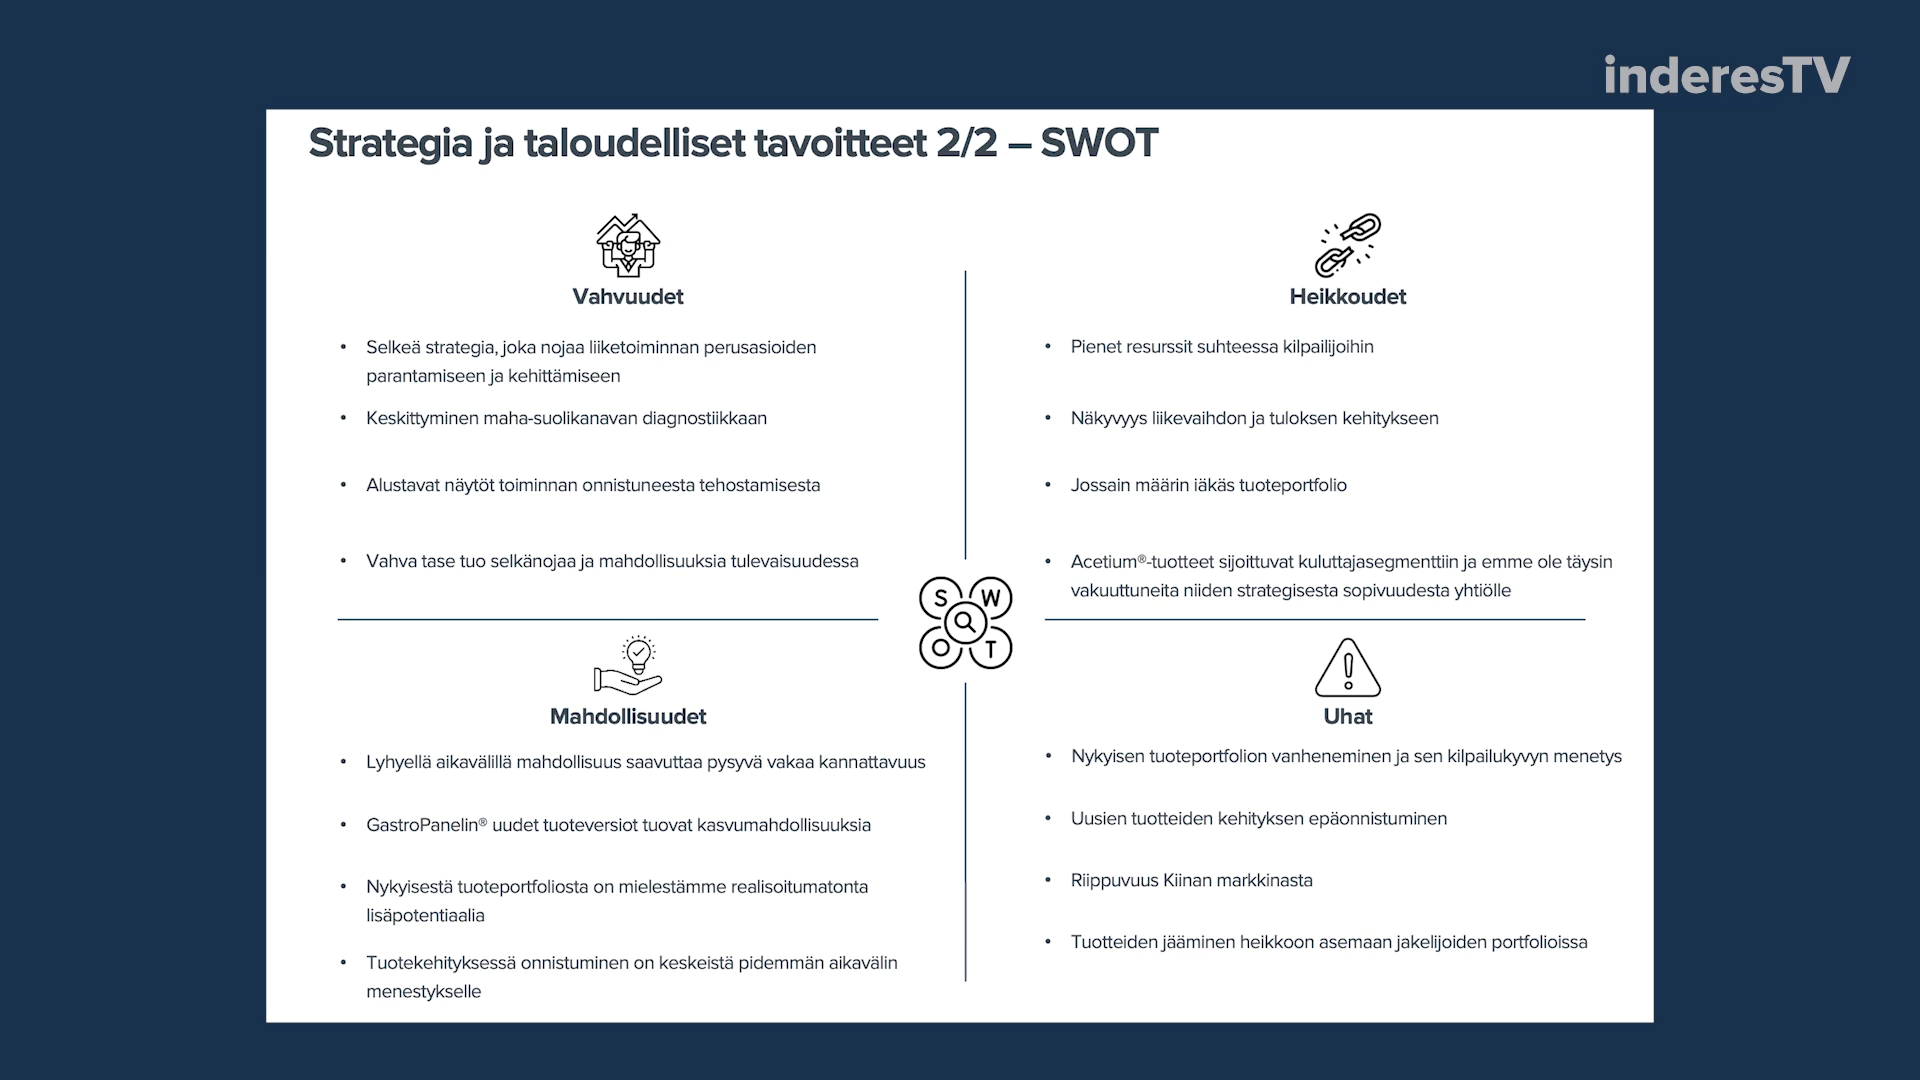 inderesTV
Strategia ja taloudelliset tavoitteet 2/2 – SWOT
Vahvuudet
• Selkeä strategia, joka nojaa liiketoiminnan perusasioiden
parantamiseen ja kehittämiseen
• Keskittyminen maha-suolikanavan diagnostiikkaan
• Alustavat näytöt toiminnan onnistuneesta tehostamisesta
• Vahva tase tuo selkänojaa ja mahdollisuuksia tulevaisuudessa
Heikkoudet
• Pienet resurssit suhteessa kilpailijoihin
• Näkyvyys liikevaihdon ja tuloksen kehitykseen
• Jossain määrin iäkäs tuoteportfolio
• Acetium®-tuotteet sijoittuvat kuluttajasegmenttiin ja emme ole täysin
vakuuttuneita niiden strategisesta sopivuudesta yhtiölle
S W
O T
Mahdollisuudet
• Lyhyellä aikavälillä mahdollisuus saavuttaa pysyvä vakaa kannattavuus
• GastroPanelin® uudet tuoteversiot tuovat kasvumahdollisuuksia
• Nykyisestä tuoteportfoliosta on mielestämme realisoitumatonta
lisäpotentiaalia
• Tuotekehityksessä onnistuminen on keskeistä pidemmän aikavälin
menestykselle
Uhat
• Nykyisen tuoteportfolion vanheneminen ja sen kilpailukyvyn menetys
• Uusien tuotteiden kehityksen epäonnistuminen
• Riippuvuus Kiinan markkinasta
• Tuotteiden jääminen heikkoon asemaan jakelijoiden portfolioissa